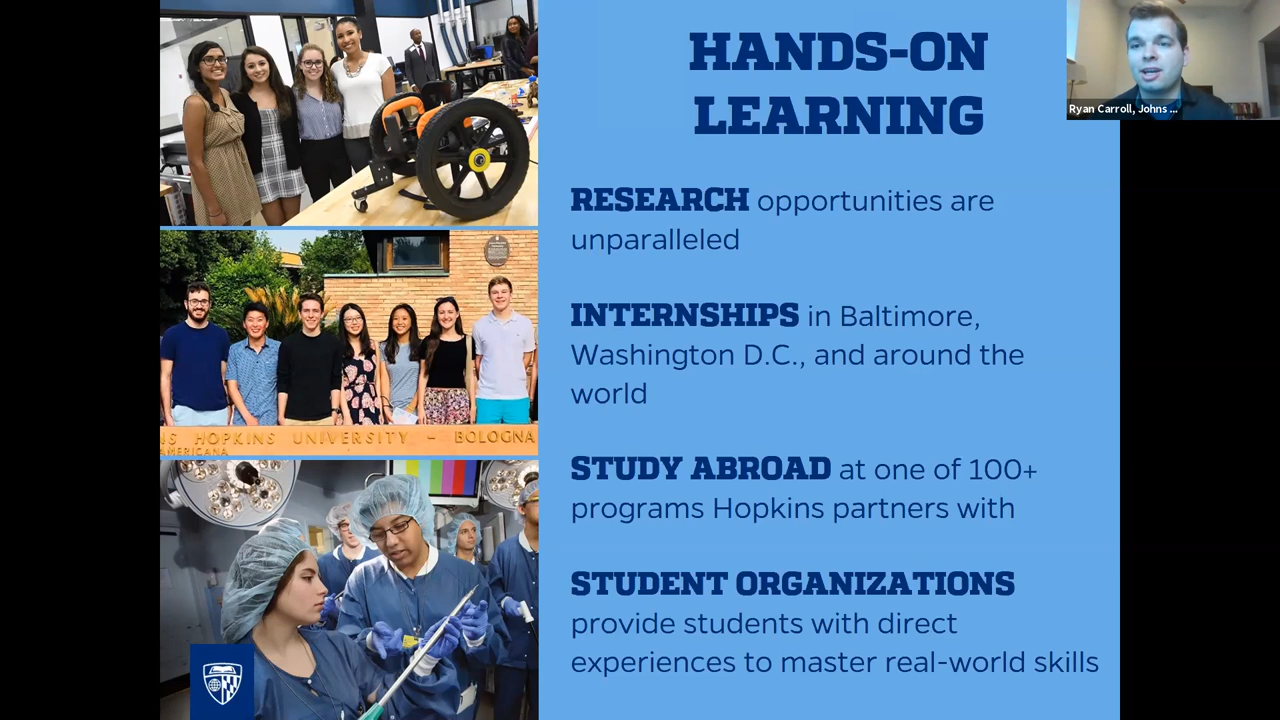 HANDS-ON
LEARNING
Ryan Carroll, Johns ...
RESEARCH opportunities are
unparalleled
INTERNSHIPS in Baltimore,
Washington D.C., and around the
world
STUDY ABROAD at one of 100+
programs Hopkins partners with
STUDENT ORGANIZATIONS
provide students with direct
experiences to master real-world skills
NS HOPKINS UNIVERSITY – BOLOGNA
AMERICANA